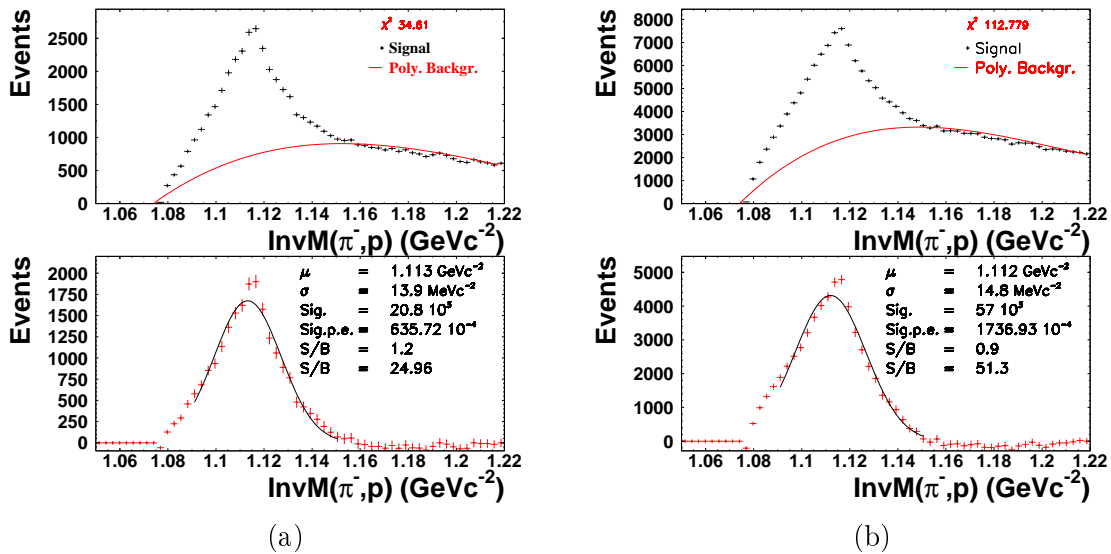 Events
2500
2000
1500
1000
500
0
χ² 34.61
Signal
Poly. Backgr.
1.06 1.08 1.1 1.12 1.14 1.16 1.18 1.2 1.22
InvM(π⁻,p) (GeVc⁻²)
Events
8000
7000
6000
5000
4000
3000
2000
1000
0
χ² 112.779
Signal
Poly. Backgr.
1.06 1.08 1.1 1.12 1.14 1.16 1.18 1.2 1.22
InvM(π⁻,p) (GeVc⁻²)
Events
2000
1750
1500
1250
1000
750
500
250
0
μ = 1.113 GeVc⁻²
σ = 13.9 MeVc⁻²
Sig. = 20.8 10⁵
Sig.p.e. = 635.72 10⁻⁴
S/B = 1.2
S/B = 24.96
1.06 1.08 1.1 1.12 1.14 1.16 1.18 1.2 1.22
InvM(π⁻,p) (GeVc⁻²)
Events
5000
4000
3000
2000
1000
0
μ = 1.112 GeVc⁻²
σ = 14.8 MeVc⁻²
Sig. = 57 10⁵
Sig.p.e. = 1736.93 10⁻⁴
S/B = 0.9
S/B = 51.3
1.06 1.08 1.1 1.12 1.14 1.16 1.18 1.2 1.22
InvM(π⁻,p) (GeVc⁻²)
(a)
(b)